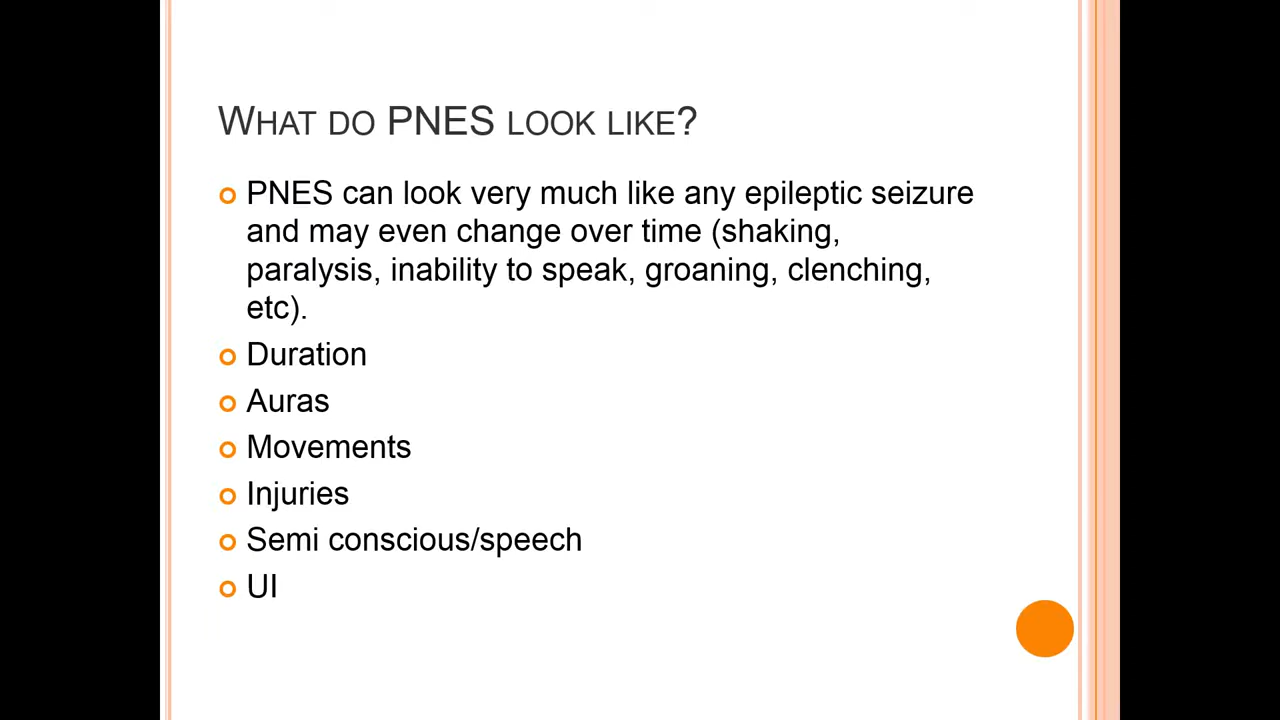 What do PNES look like?
PNES can look very much like any epileptic seizure
and may even change over time (shaking,
paralysis, inability to speak, groaning, clenching,
etc).
Duration
Auras
Movements
Injuries
Semi conscious/speech
UI